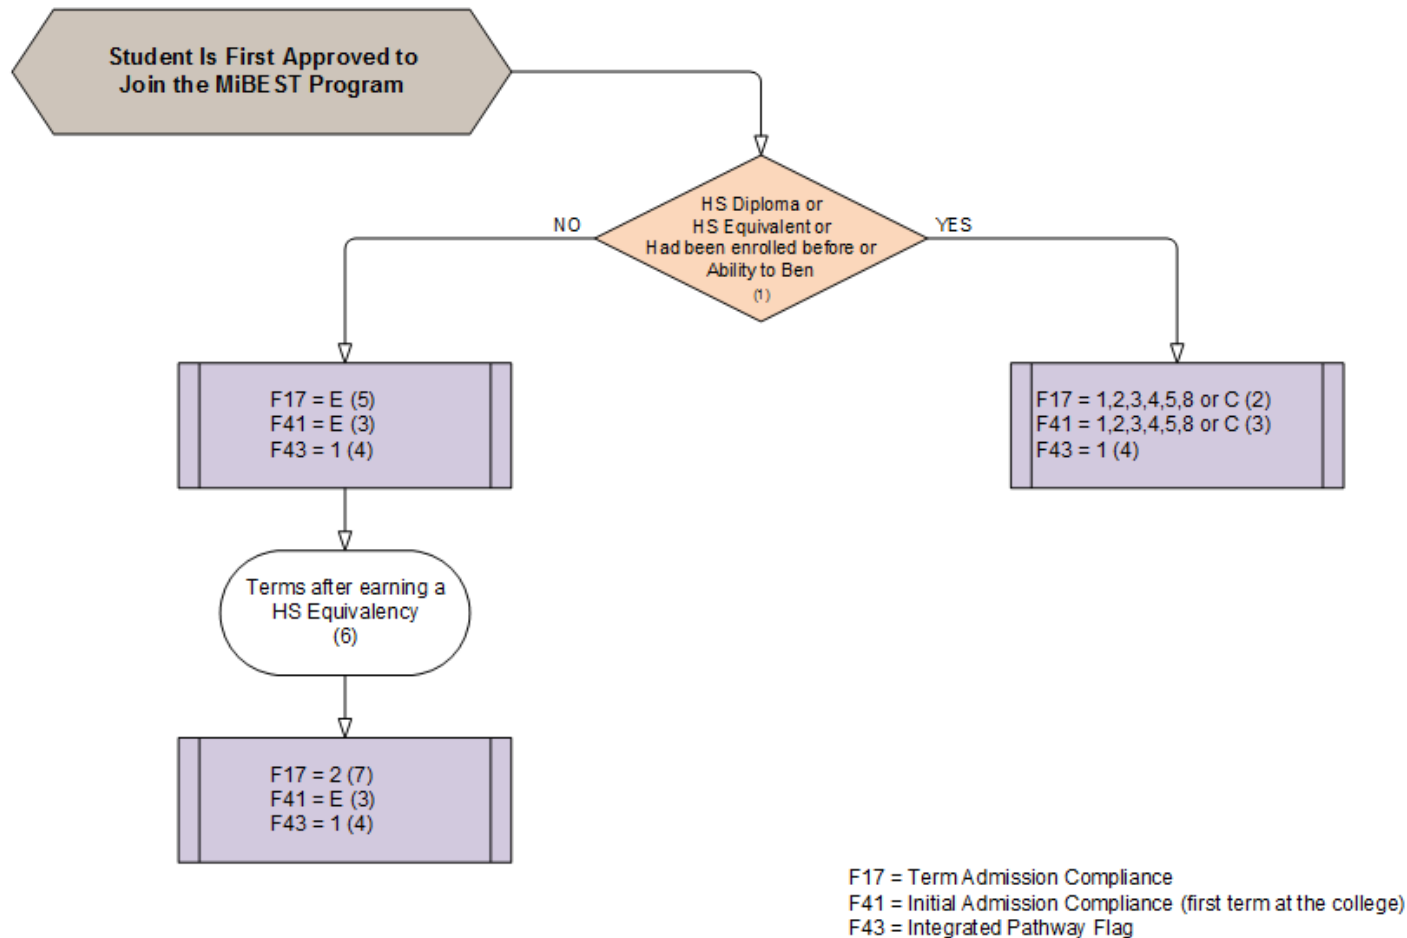 Student Is First Approved to
Join the MiBEST Program
HS Diploma or
HS Equivalent or
Had been enrolled before or
Ability to Ben
(1)
NO
YES
F17 = E (5)
F41 = E (3)
F43 = 1 (4)
F17 = 1,2,3,4,5,8 or C (2)
F41 = 1,2,3,4,5,8 or C (3)
F43 = 1 (4)
Terms after earning a
HS Equivalency
(6)
F17 = 2 (7)
F41 = E (3)
F43 = 1 (4)
F17 = Term Admission Compliance
F41 = Initial Admission Compliance (first term at the college)
F43 = Integrated Pathway Flag